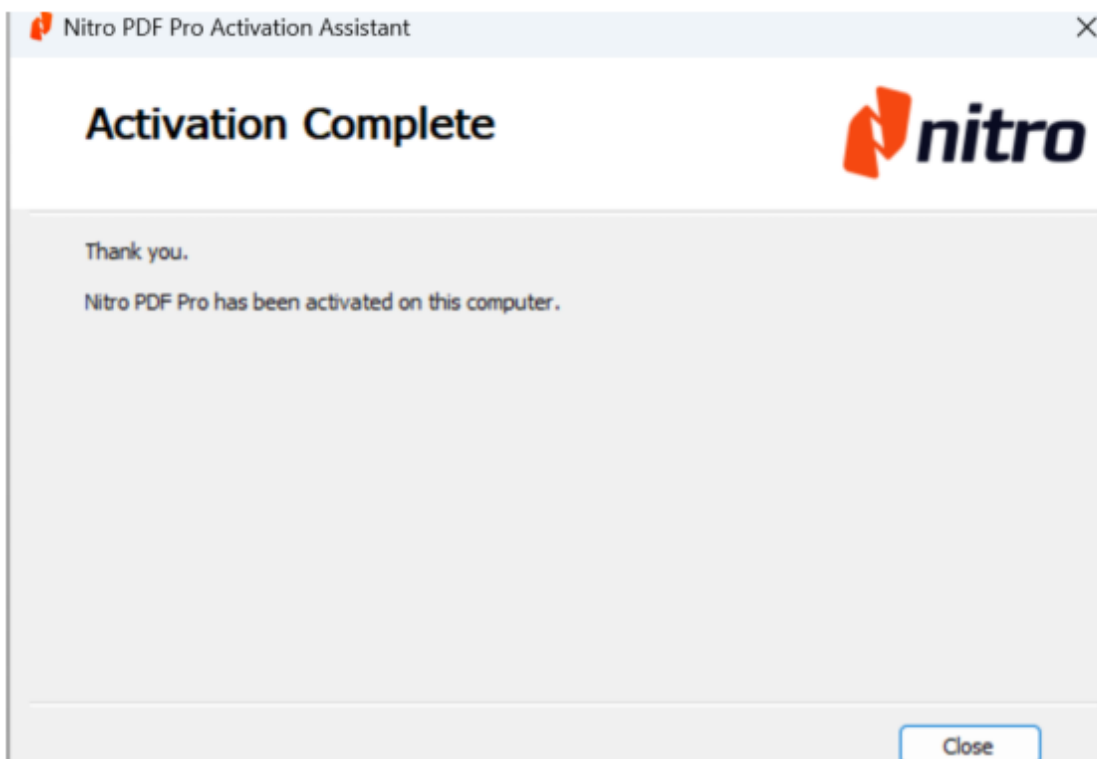 Nitro PDF Pro Activation Assistant
Activation Complete
nitro
Thank you.
Nitro PDF Pro has been activated on this computer.
Close